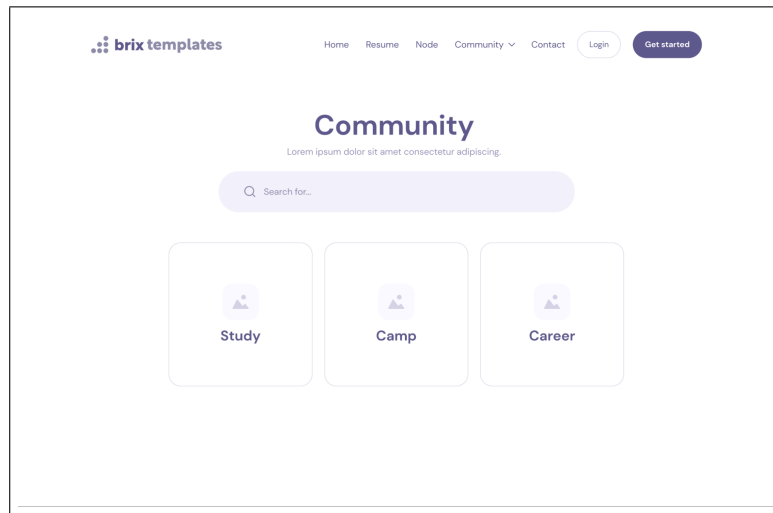 brix templates
Home Resume Node Community Contact Login Get started
Community
Lorem ipsum dolor sit amet consectetur adipiscing.
Search for...
Study Camp Career